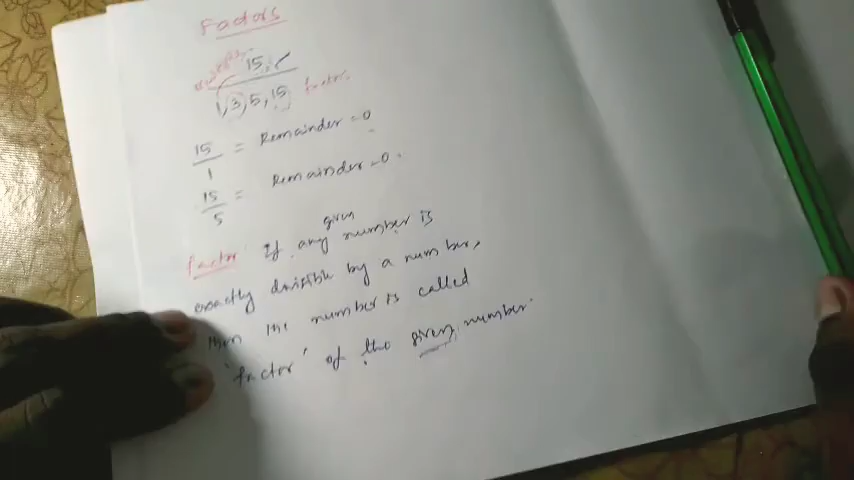 Factors
15
1, 3, 5, 15 factors
15/1 = Remainder = 0
15/5 = Remainder = 0
factor: If any given number is
exactly divisible by a number,
then the number is called
'factor' of the given number